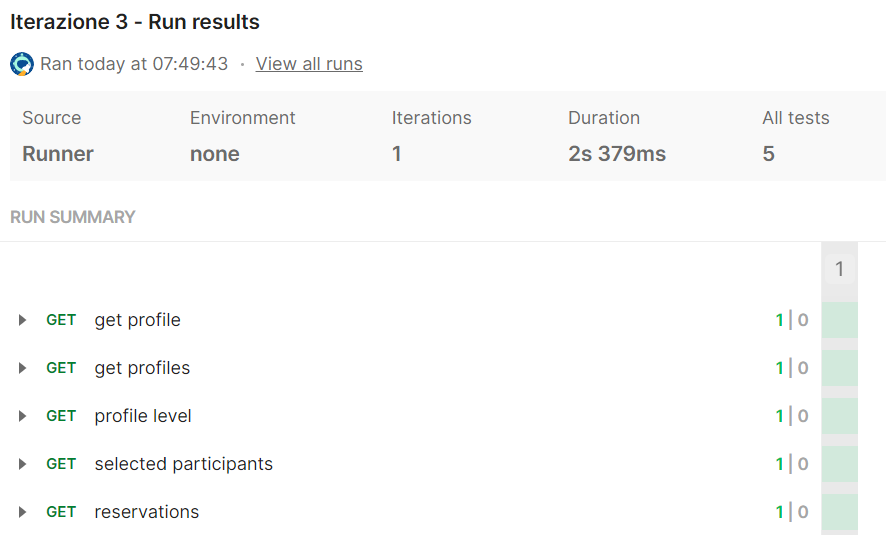 Iterazione 3 - Run results
Ran today at 07:49:43 · View all runs
Source Environment Iterations Duration All tests
Runner none 1 2s 379ms 5
RUN SUMMARY
1
GET get profile 1 | 0
GET get profiles 1 | 0
GET profile level 1 | 0
GET selected participants 1 | 0
GET reservations 1 | 0